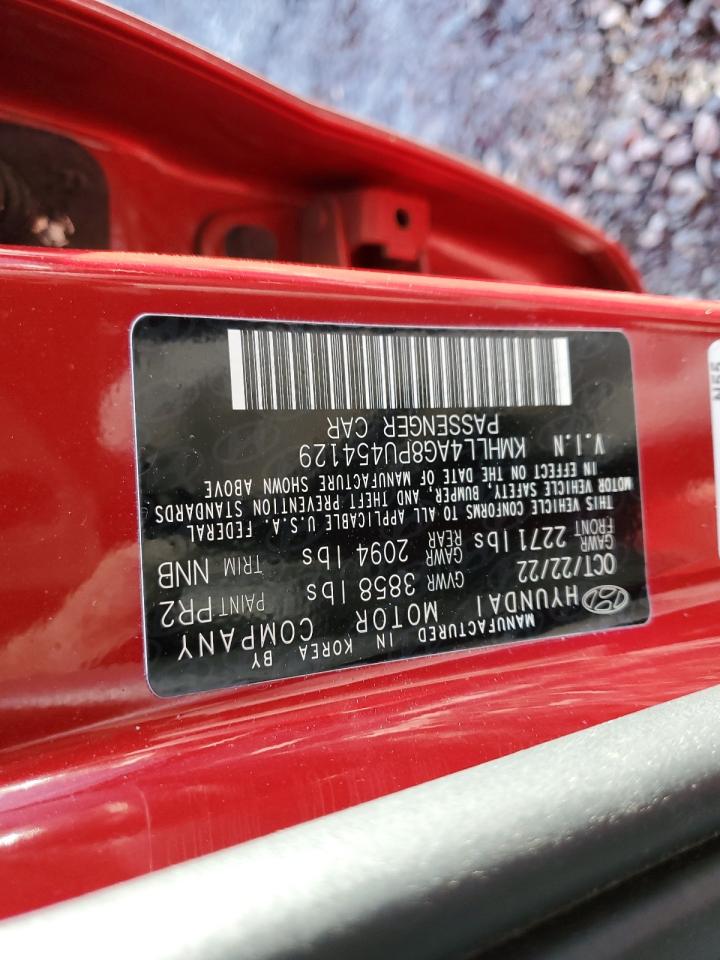 MANUFACTURED IN KOREA BY
HYUNDAI MOTOR COMPANY
OCT/22/22 GVWR 3858 lbs PAINT PR2
GAWR FRONT 2271 lbs GAWR REAR 2094 lbs TRIM NNB
THIS VEHICLE CONFORMS TO ALL APPLICABLE U.S.A. FEDERAL
MOTOR VEHICLE SAFETY, BUMPER, AND THEFT PREVENTION STANDARDS
IN EFFECT ON THE DATE OF MANUFACTURE SHOWN ABOVE
V.I.N KMHLL4AG8PU454129
PASSENGER CAR